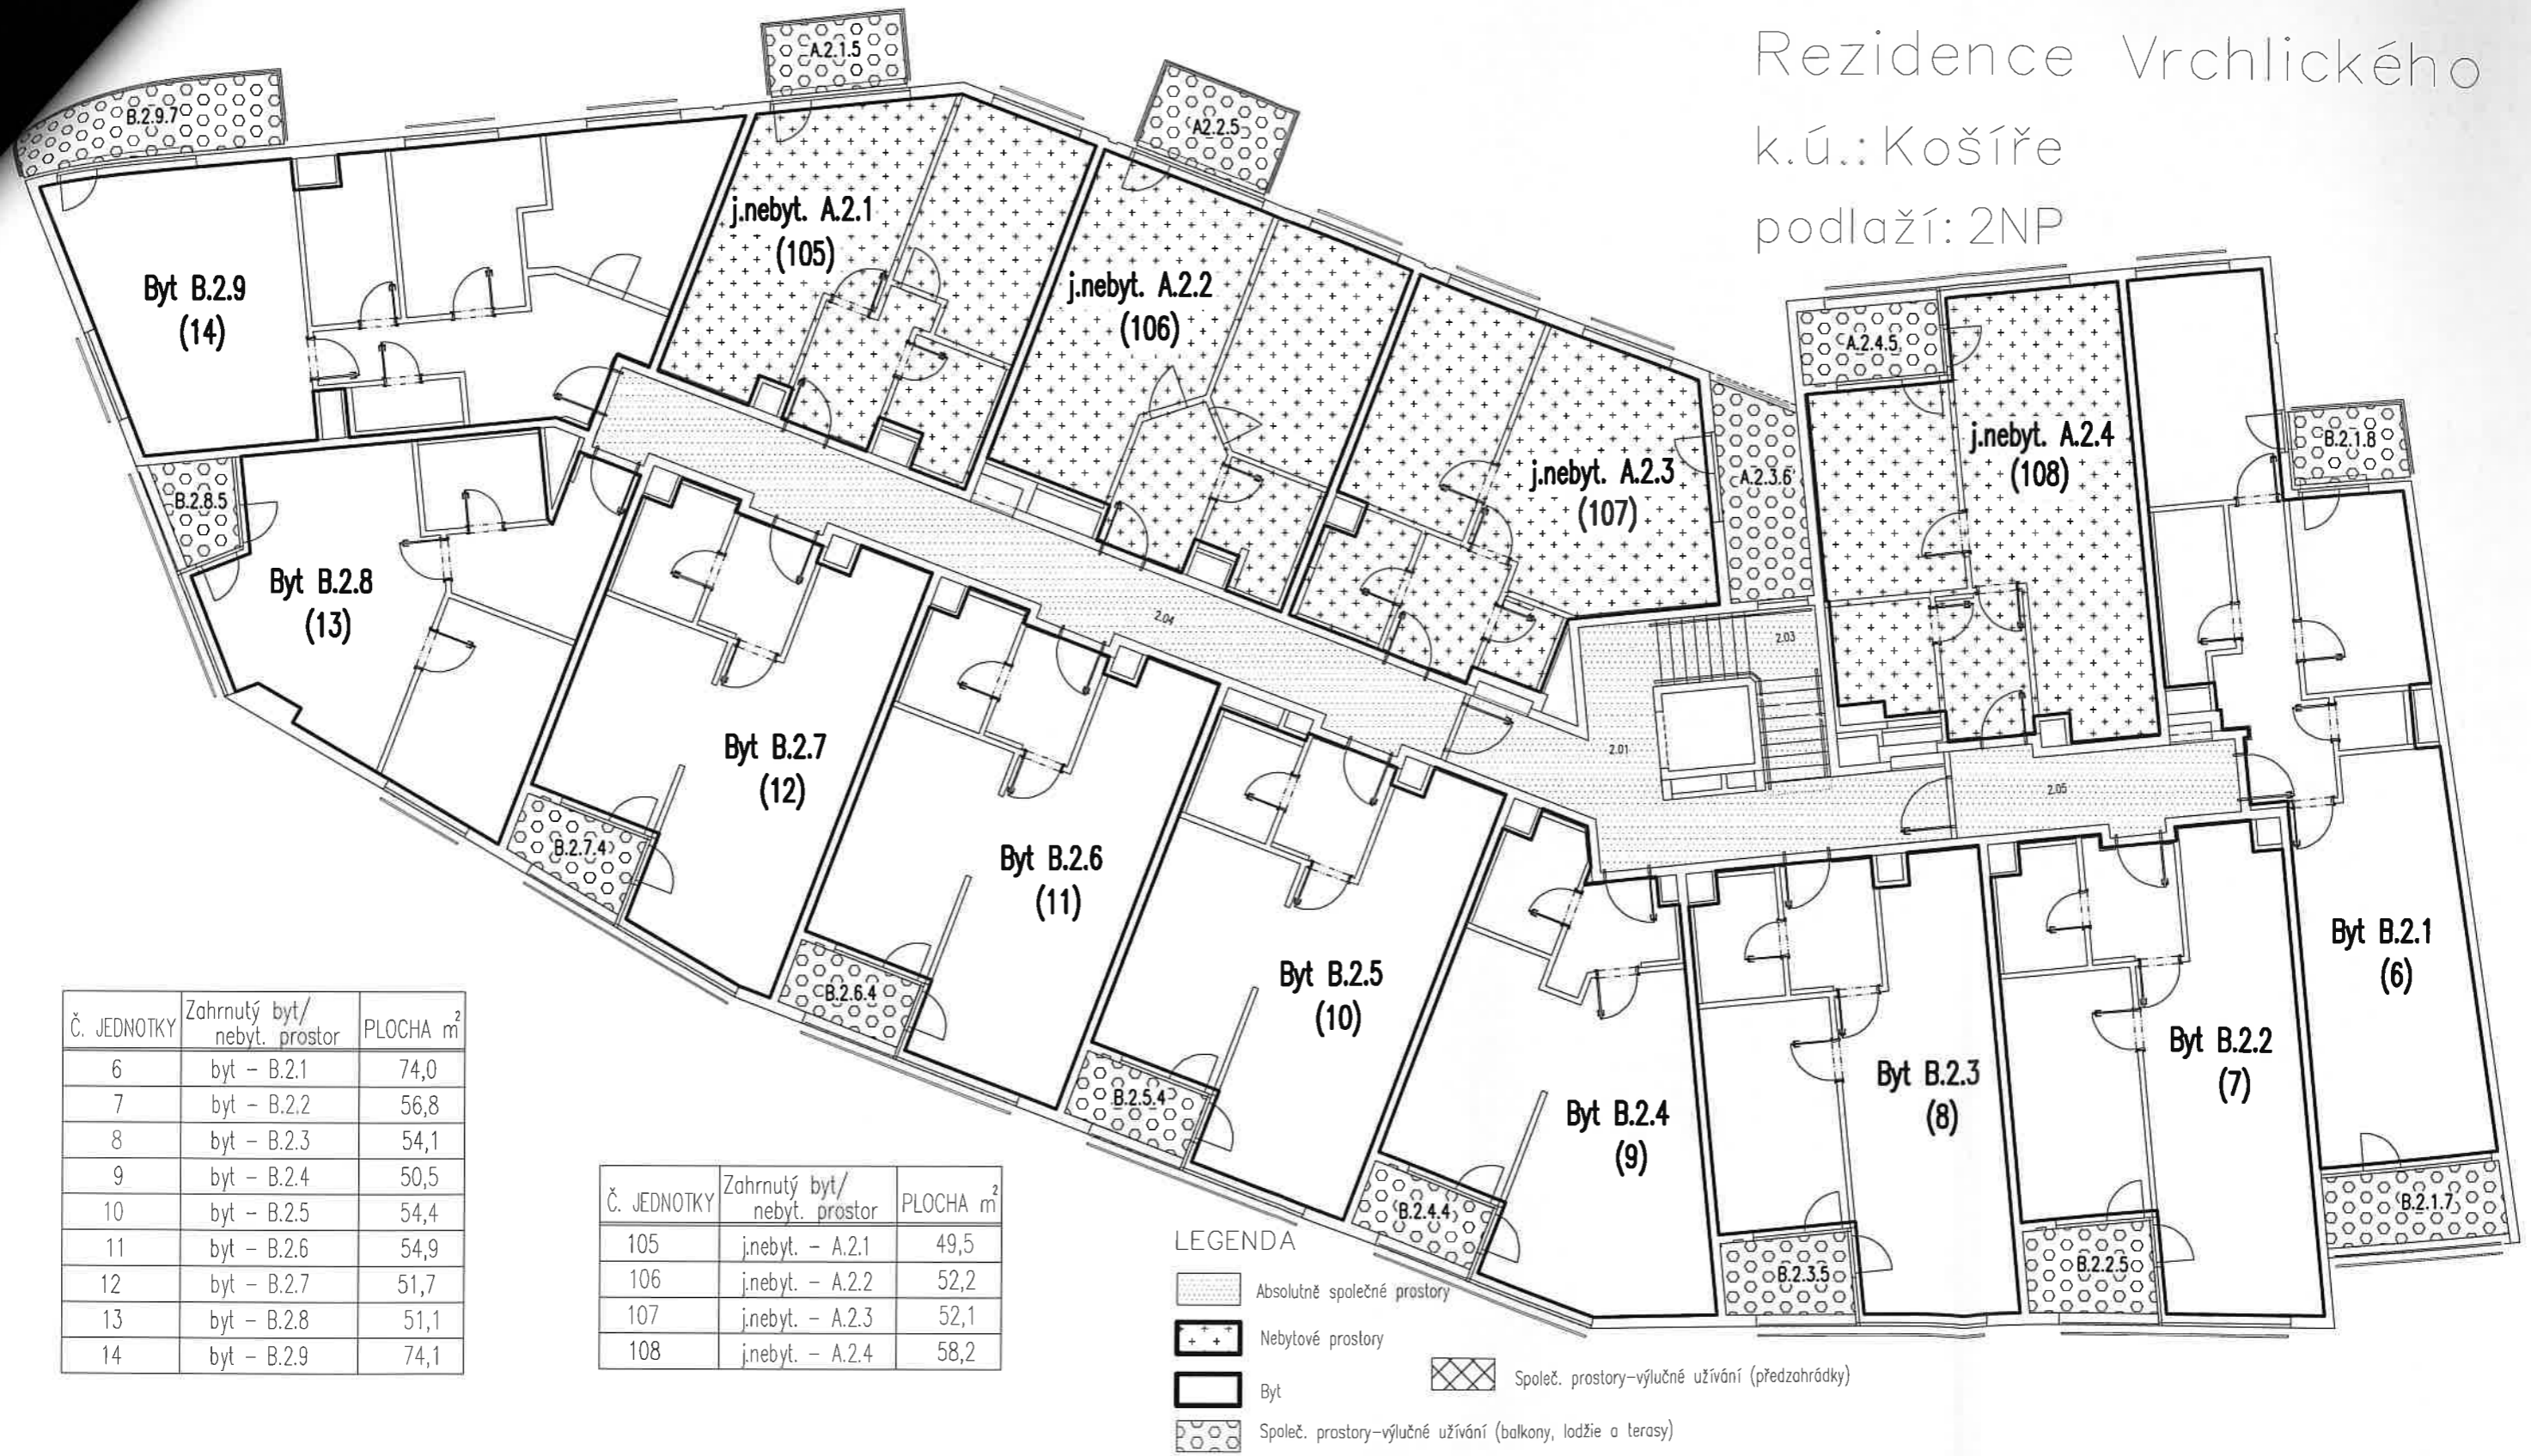 Rezidence Vrchlického
k.ú.: Košíře
podlaží: 2NP
B.2.9.7
A.2.1.5
A2.2.5
j.nebyt. A.2.1
(105)
Byt B.2.9
(14)
j.nebyt. A.2.2
(106)
A.2.4.5
j.nebyt. A.2.4
(108)
B.2.1.8
j.nebyt. A.2.3
(107)
A.2.3.6
B.2.8.5
Byt B.2.8
(13)
2.04
2.03
2.01
2.05
Byt B.2.7
(12)
B.2.7.4
Byt B.2.6
(11)
B.2.6.4
Byt B.2.5
(10)
B.2.5.4
Byt B.2.4
(9)
B.2.4.4
Byt B.2.3
(8)
B.2.3.5
Byt B.2.2
(7)
B.2.2.5
Byt B.2.1
(6)
B.2.1.7
Č. JEDNOTKY Zahrnutý byt/ nebyt. prostor PLOCHA m²
6 byt – B.2.1 74,0
7 byt – B.2.2 56,8
8 byt – B.2.3 54,1
9 byt – B.2.4 50,5
10 byt – B.2.5 54,4
11 byt – B.2.6 54,9
12 byt – B.2.7 51,7
13 byt – B.2.8 51,1
14 byt – B.2.9 74,1
Č. JEDNOTKY Zahrnutý byt/ nebyt. prostor PLOCHA m²
105 j.nebyt. – A.2.1 49,5
106 j.nebyt. – A.2.2 52,2
107 j.nebyt. – A.2.3 52,1
108 j.nebyt. – A.2.4 58,2
LEGENDA
Absolutně společné prostory
Nebytové prostory
Byt
Společ. prostory–výlučné užívání (předzahrádky)
Společ. prostory–výlučné užívání (balkony, lodžie a terasy)